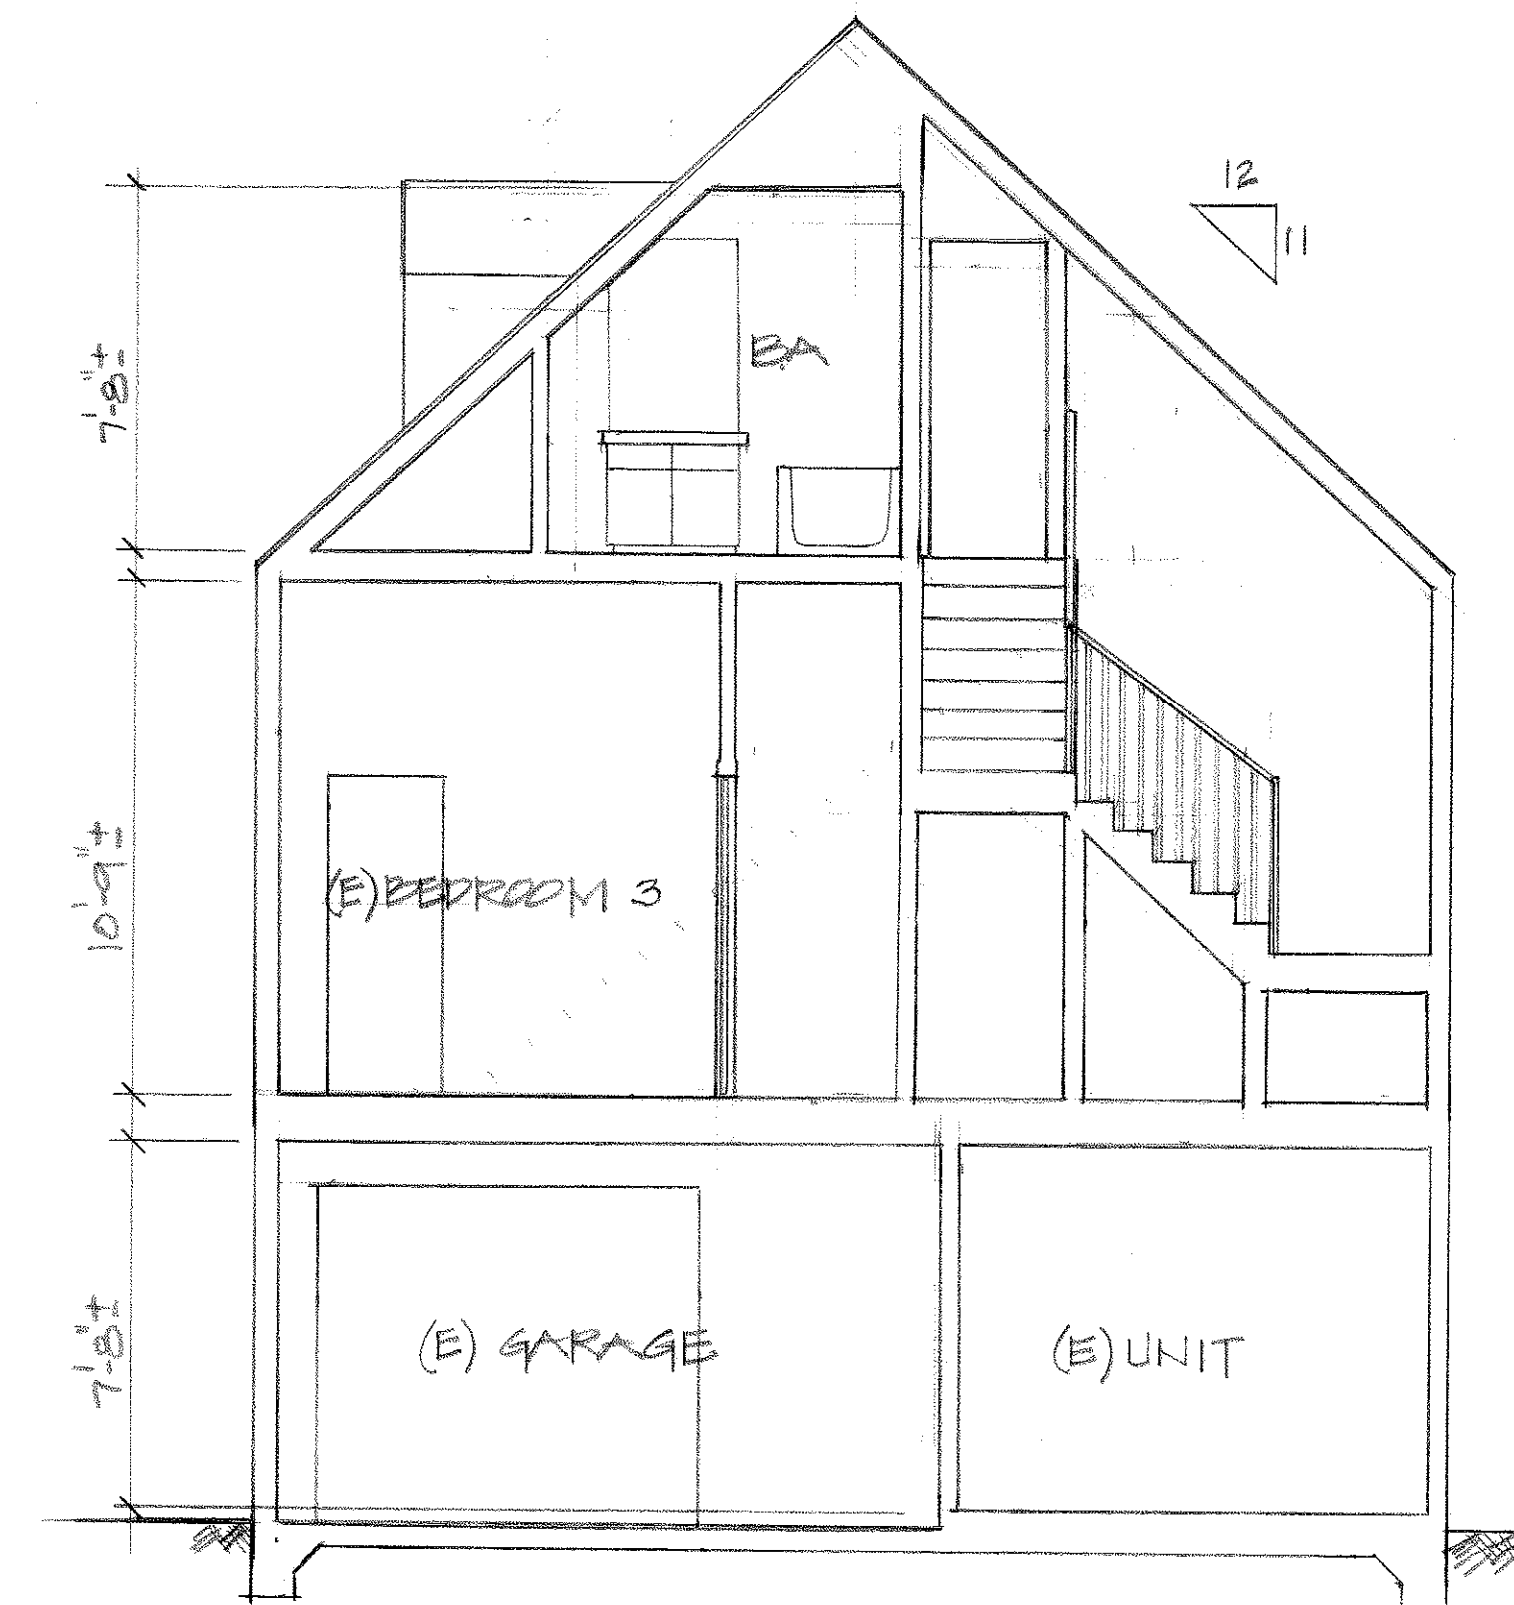 12
11
7'-8"±
BA
10'-9"±
(E) BEDROOM 3
7'-8"±
(E) GARAGE
(E) UNIT